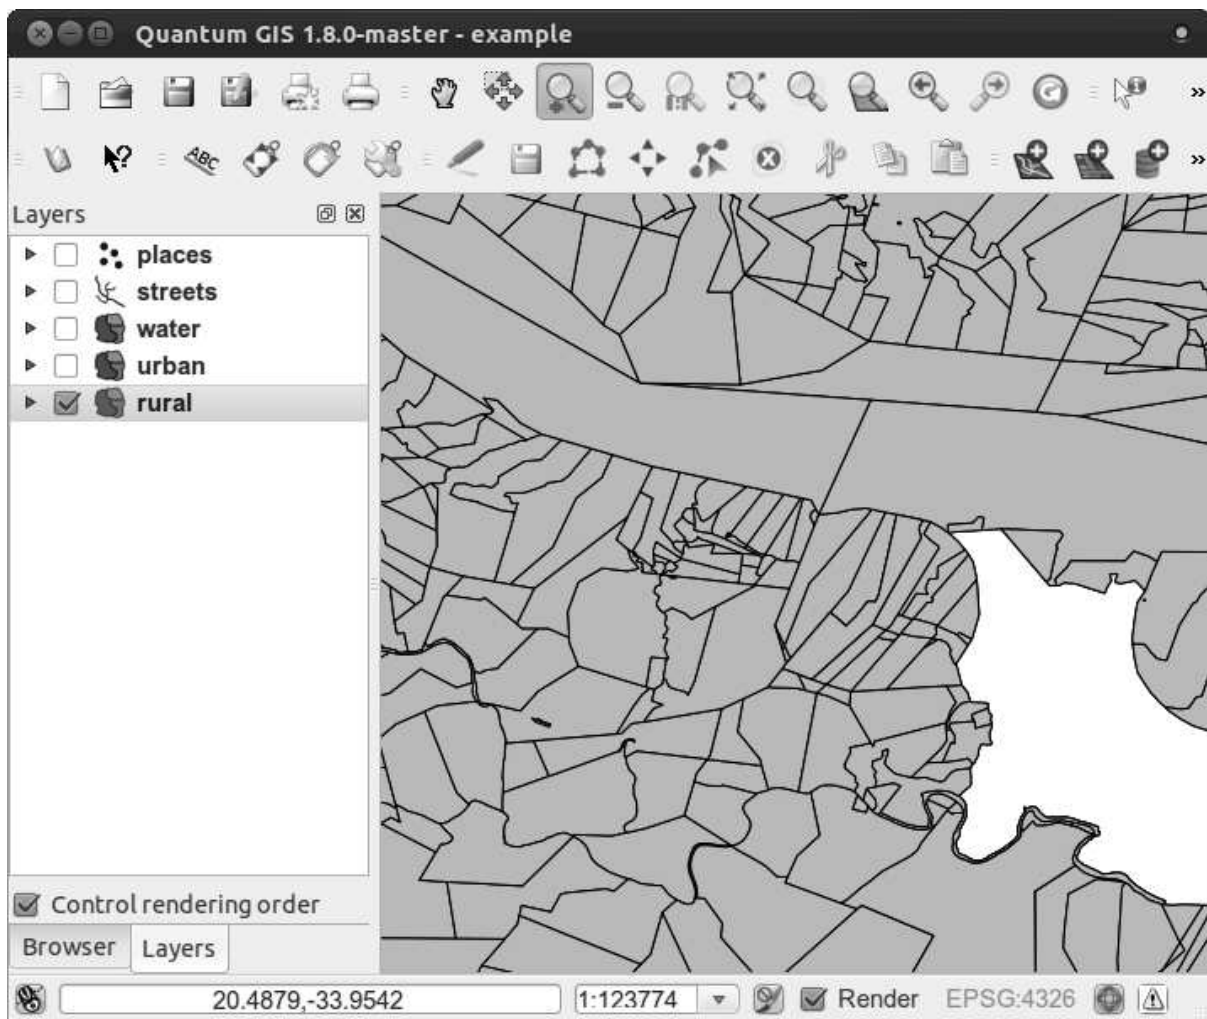 Quantum GIS 1.8.0-master - example
»
ABC
»
Layers
places
streets
water
urban
rural
Control rendering order
Browser
Layers
20.4879,-33.9542
1:123774
Render
EPSG:4326